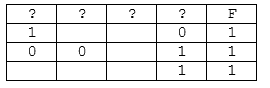 ? ? ? ? F
1 0 1
0 0 1 1
1 1